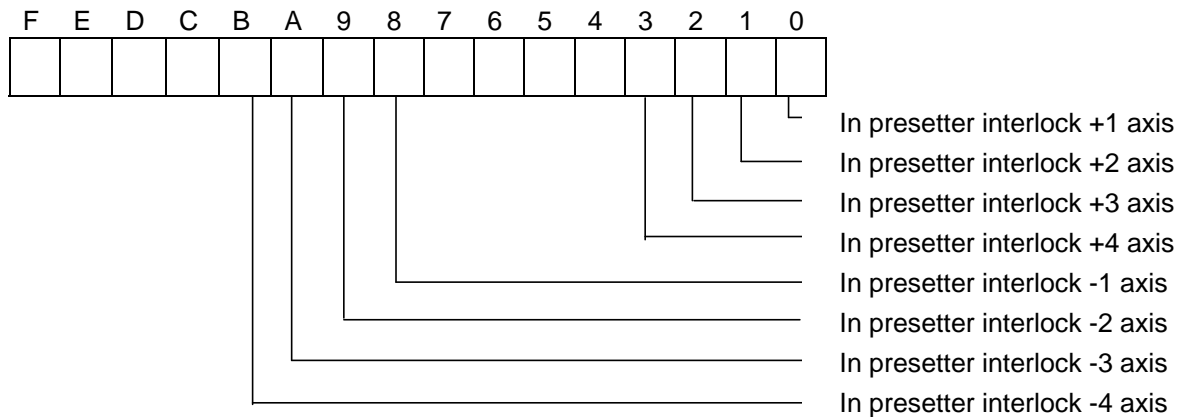 F E D C B A 9 8 7 6 5 4 3 2 1 0
In presetter interlock +1 axis
In presetter interlock +2 axis
In presetter interlock +3 axis
In presetter interlock +4 axis
In presetter interlock -1 axis
In presetter interlock -2 axis
In presetter interlock -3 axis
In presetter interlock -4 axis